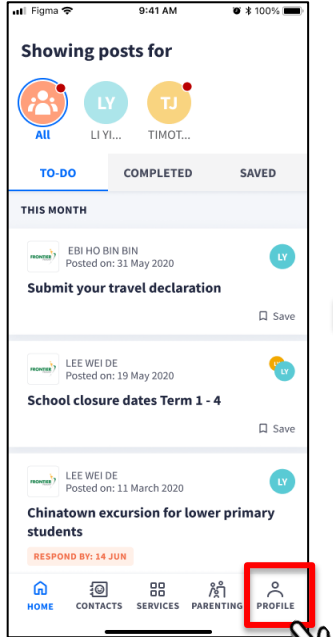 Figma 9:41 AM 100%
Showing posts for
LY TJ
All LI YI... TIMOT...
TO-DO COMPLETED SAVED
THIS MONTH
EBI HO BIN BIN
FRONTIER Posted on: 31 May 2020 LY
Submit your travel declaration
Save
LEE WEI DE
FRONTIER Posted on: 19 May 2020 LY
School closure dates Term 1 - 4
Save
LEE WEI DE
FRONTIER Posted on: 11 March 2020 LY
Chinatown excursion for lower primary
students
RESPOND BY: 14 JUN
HOME CONTACTS SERVICES PARENTING PROFILE